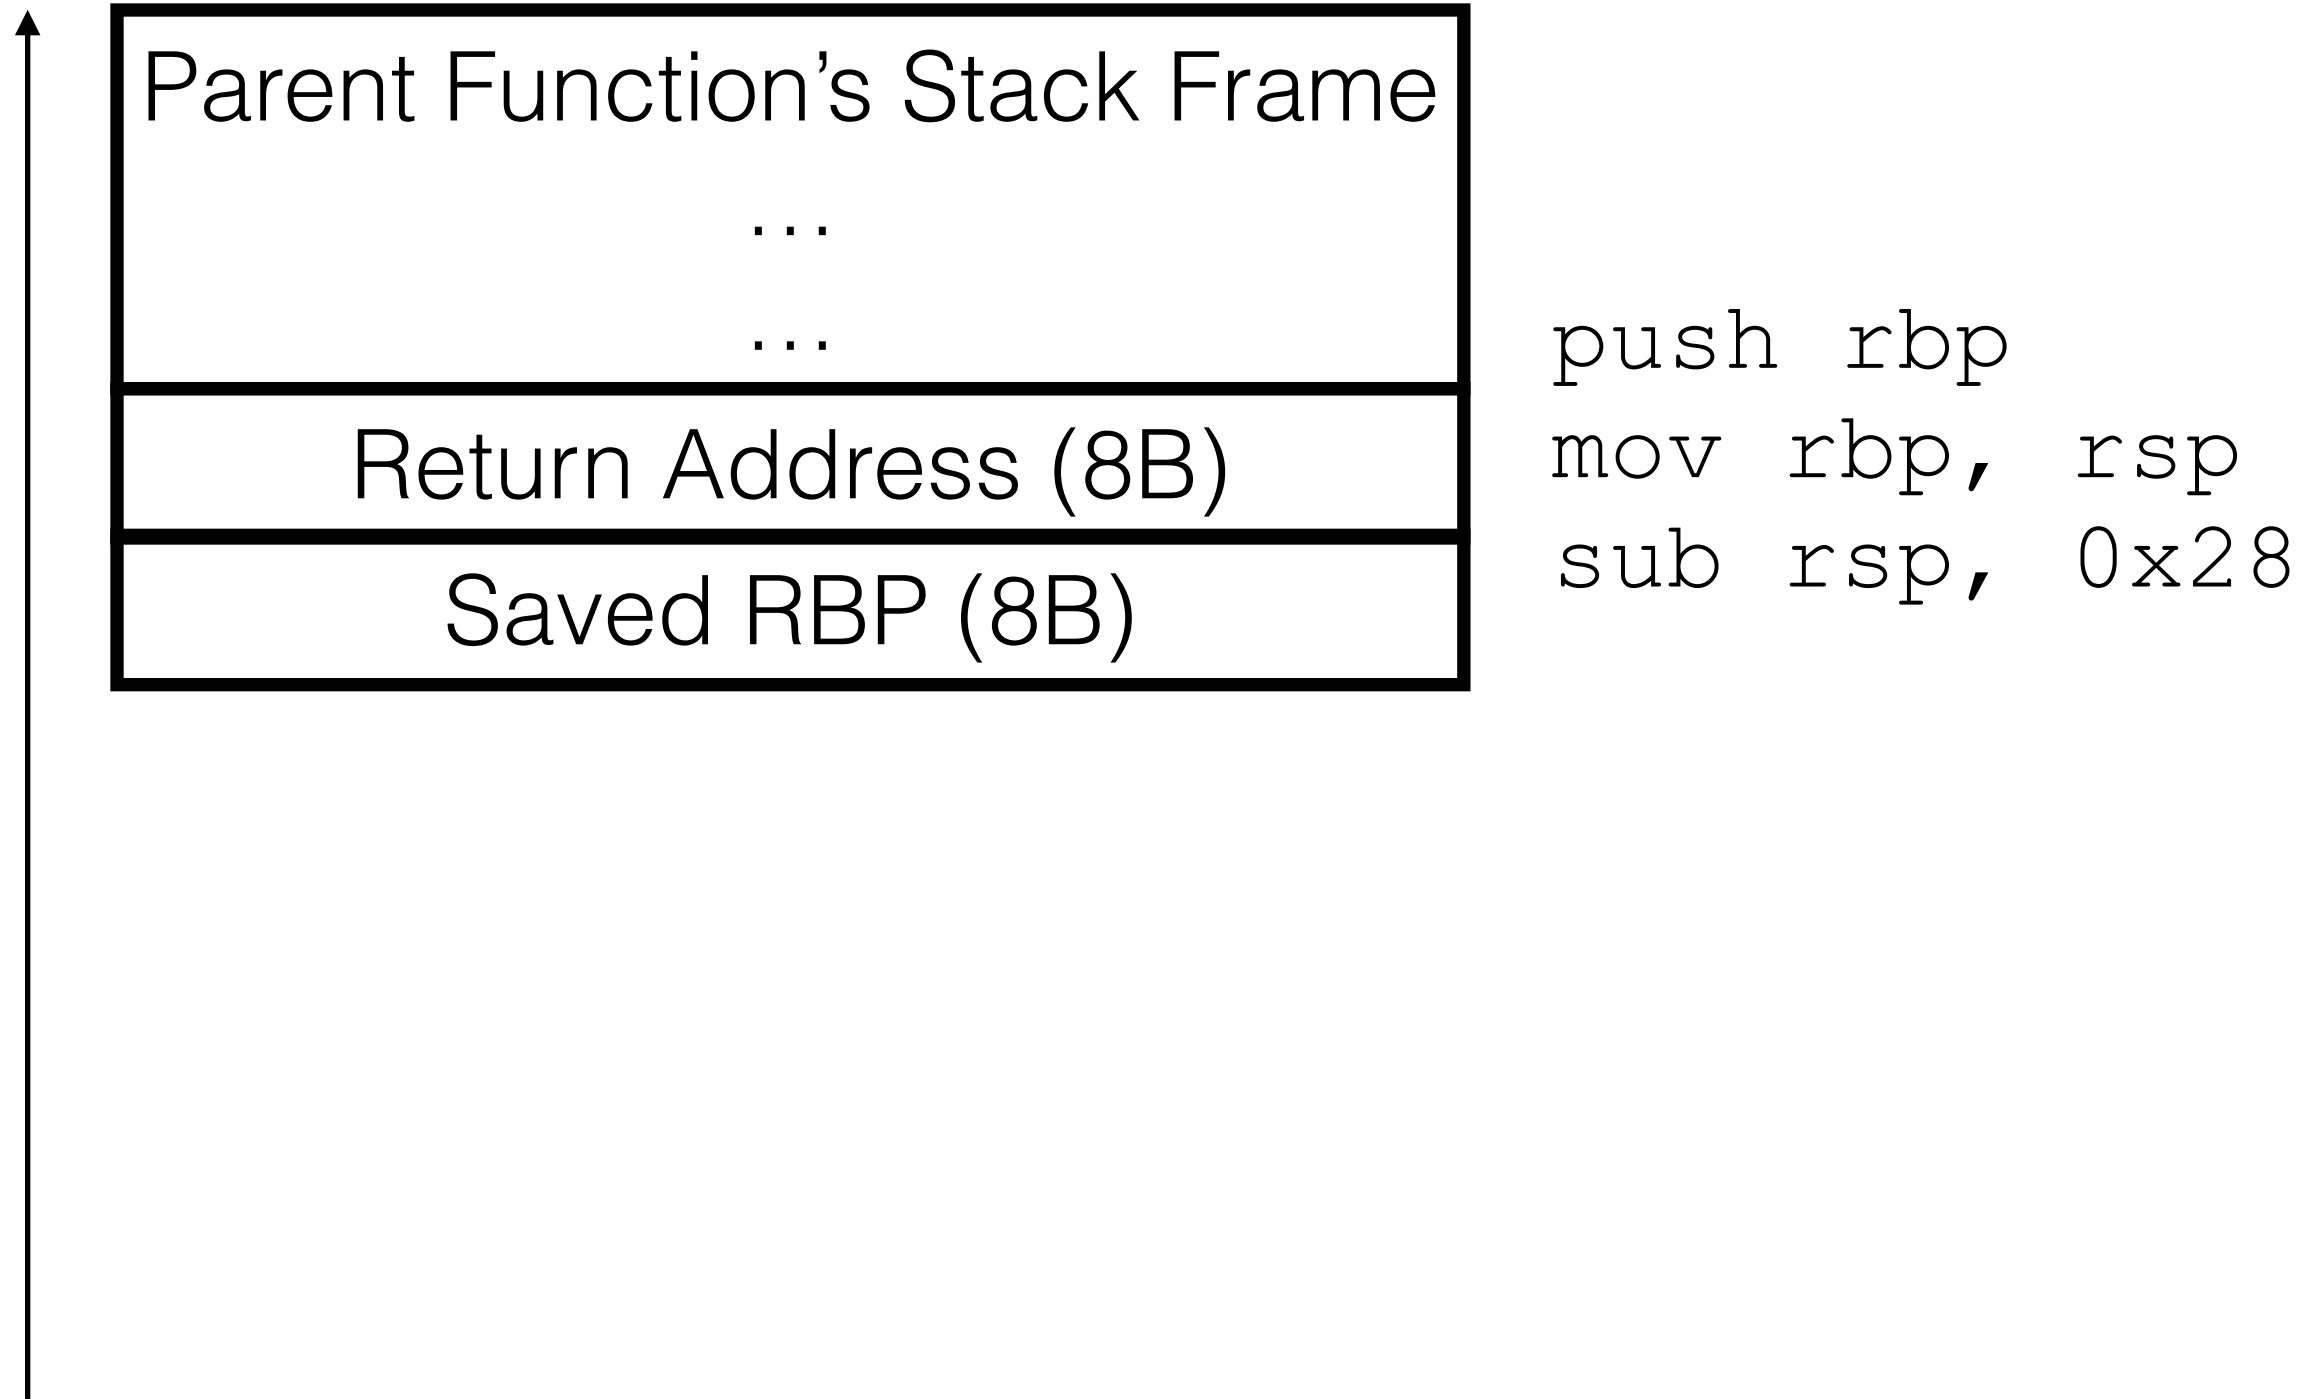 Parent Function’s Stack Frame
...
...
Return Address (8B)
Saved RBP (8B)
push rbp
mov rbp, rsp
sub rsp, 0x28